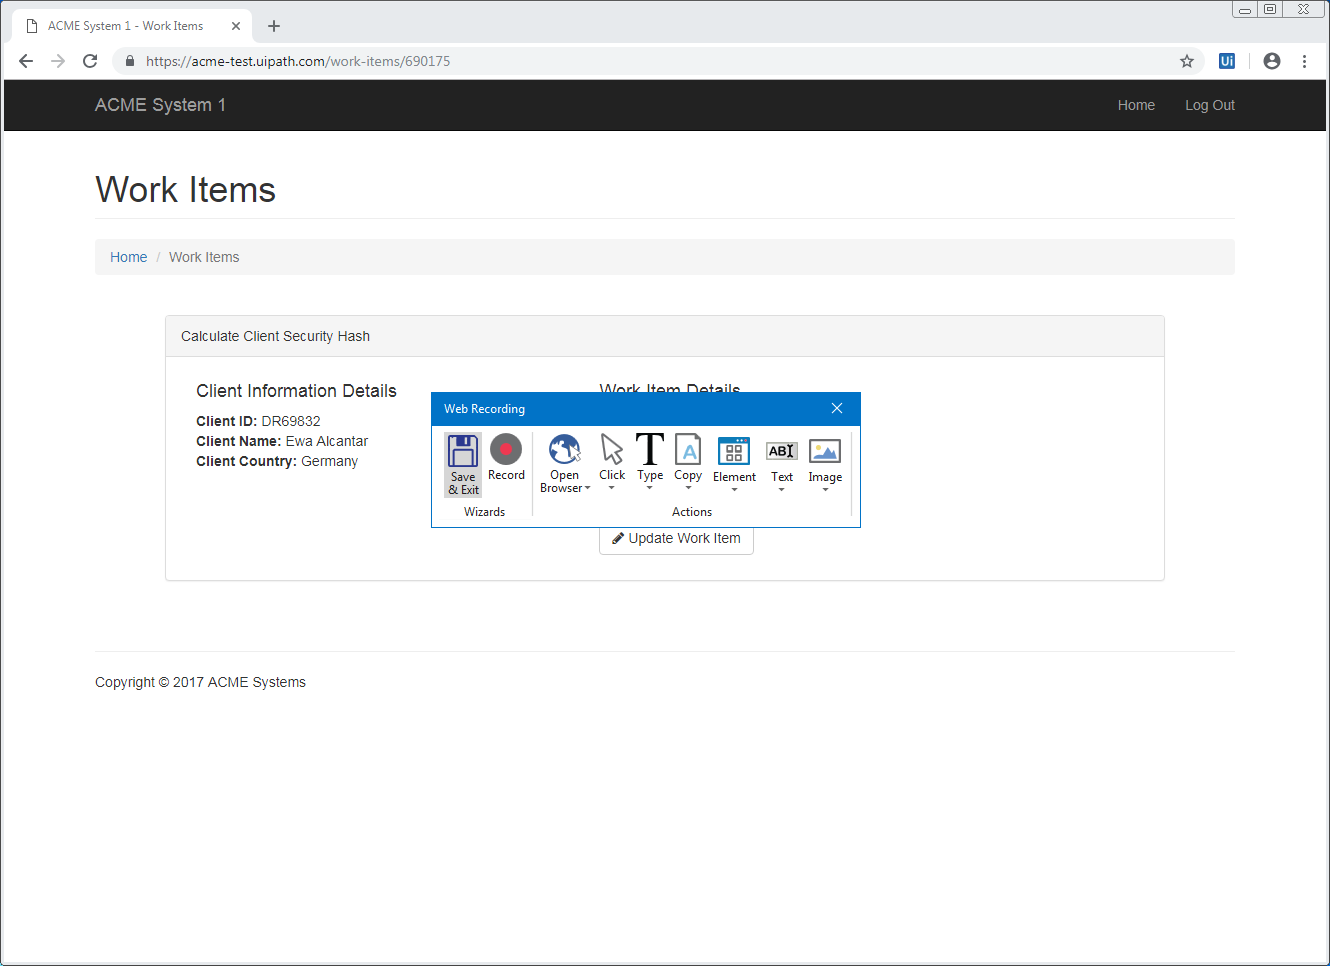 ACME System 1 - Work Items
https://acme-test.uipath.com/work-items/690175
Ui
ACME System 1
Home
Log Out
Work Items
Home / Work Items
Calculate Client Security Hash
Client Information Details
Work Item Details
Client ID: DR69832
Client Name: Ewa Alcantar
Client Country: Germany
Web Recording
Save & Exit
Record
Open Browser
Click
Type
Copy
Element
Text
Image
Wizards
Actions
Update Work Item
Copyright © 2017 ACME Systems